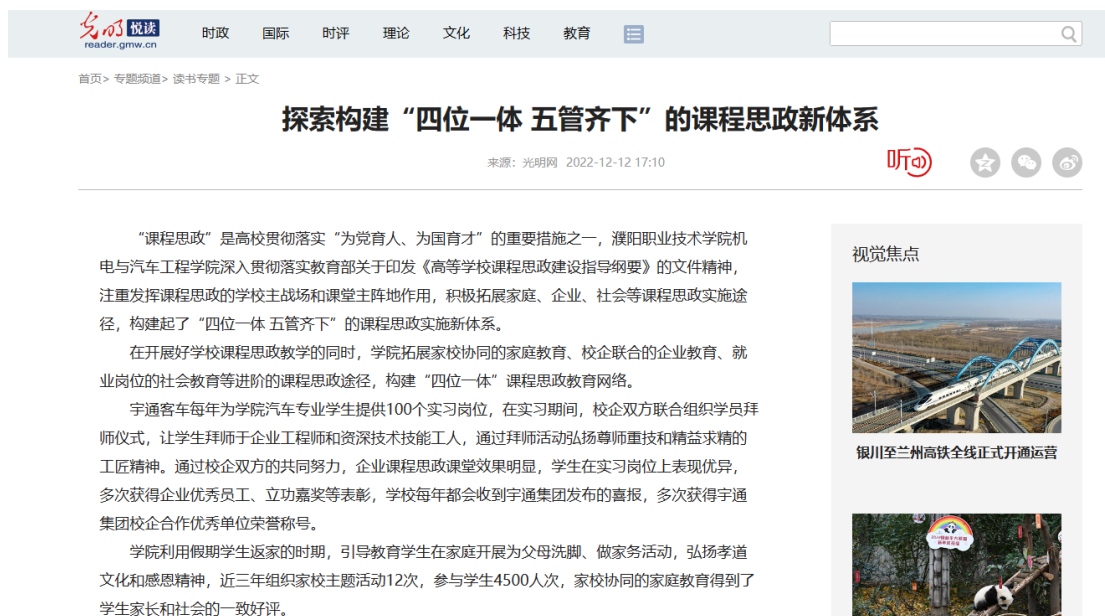 光明 悦读
reader.gmw.cn
时政 国际 时评 理论 文化 科技 教育
首页> 专题频道> 读书专题 > 正文
探索构建“四位一体 五管齐下”的课程思政新体系
来源：光明网 2022-12-12 17:10
听
“课程思政”是高校贯彻落实“为党育人、为国育才”的重要措施之一，濮阳职业技术学院机
电与汽车工程学院深入贯彻落实教育部关于印发《高等学校课程思政建设指导纲要》的文件精神，
注重发挥课程思政的学校主战场和课堂主阵地作用，积极拓展家庭、企业、社会等课程思政实施途
径，构建起了“四位一体 五管齐下”的课程思政实施新体系。
在开展好学校课程思政教学的同时，学院拓展家校协同的家庭教育、校企联合的企业教育、就
业岗位的社会教育等进阶的课程思政途径，构建“四位一体”课程思政教育网络。
宇通客车每年为学院汽车专业学生提供100个实习岗位，在实习期间，校企双方联合组织学员拜
师仪式，让学生拜师于企业工程师和资深技术技能工人，通过拜师活动弘扬尊师重技和精益求精的
工匠精神。通过校企双方的共同努力，企业课程思政课堂效果明显，学生在实习岗位上表现优异，
多次获得企业优秀员工、立功嘉奖等表彰，学校每年都会收到宇通集团发布的喜报，多次获得宇通
集团校企合作优秀单位荣誉称号。
学院利用假期学生返家的时期，引导教育学生在家庭开展为父母洗脚、做家务活动，弘扬孝道
文化和感恩精神，近三年组织家校主题活动12次，参与学生4500人次，家校协同的家庭教育得到了
学生家长和社会的一致好评。
视觉焦点
银川至兰州高铁全线正式开通运营